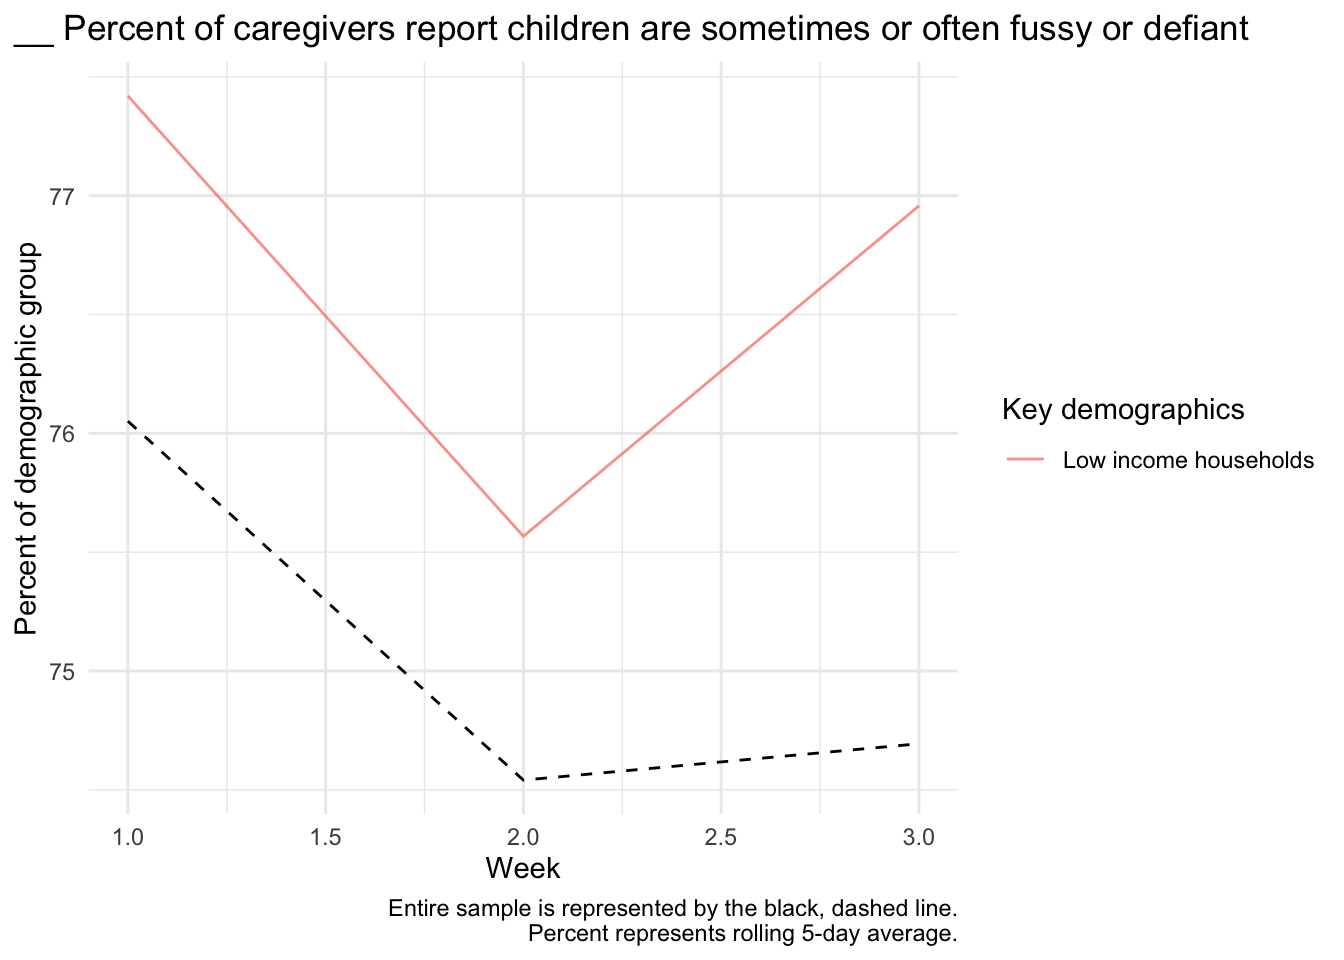 __ Percent of caregivers report children are sometimes or often fussy or defiant
Percent of demographic group
77
76
75
1.0 1.5 2.0 2.5 3.0
Week
Key demographics
Low income households
Entire sample is represented by the black, dashed line.
Percent represents rolling 5-day average.